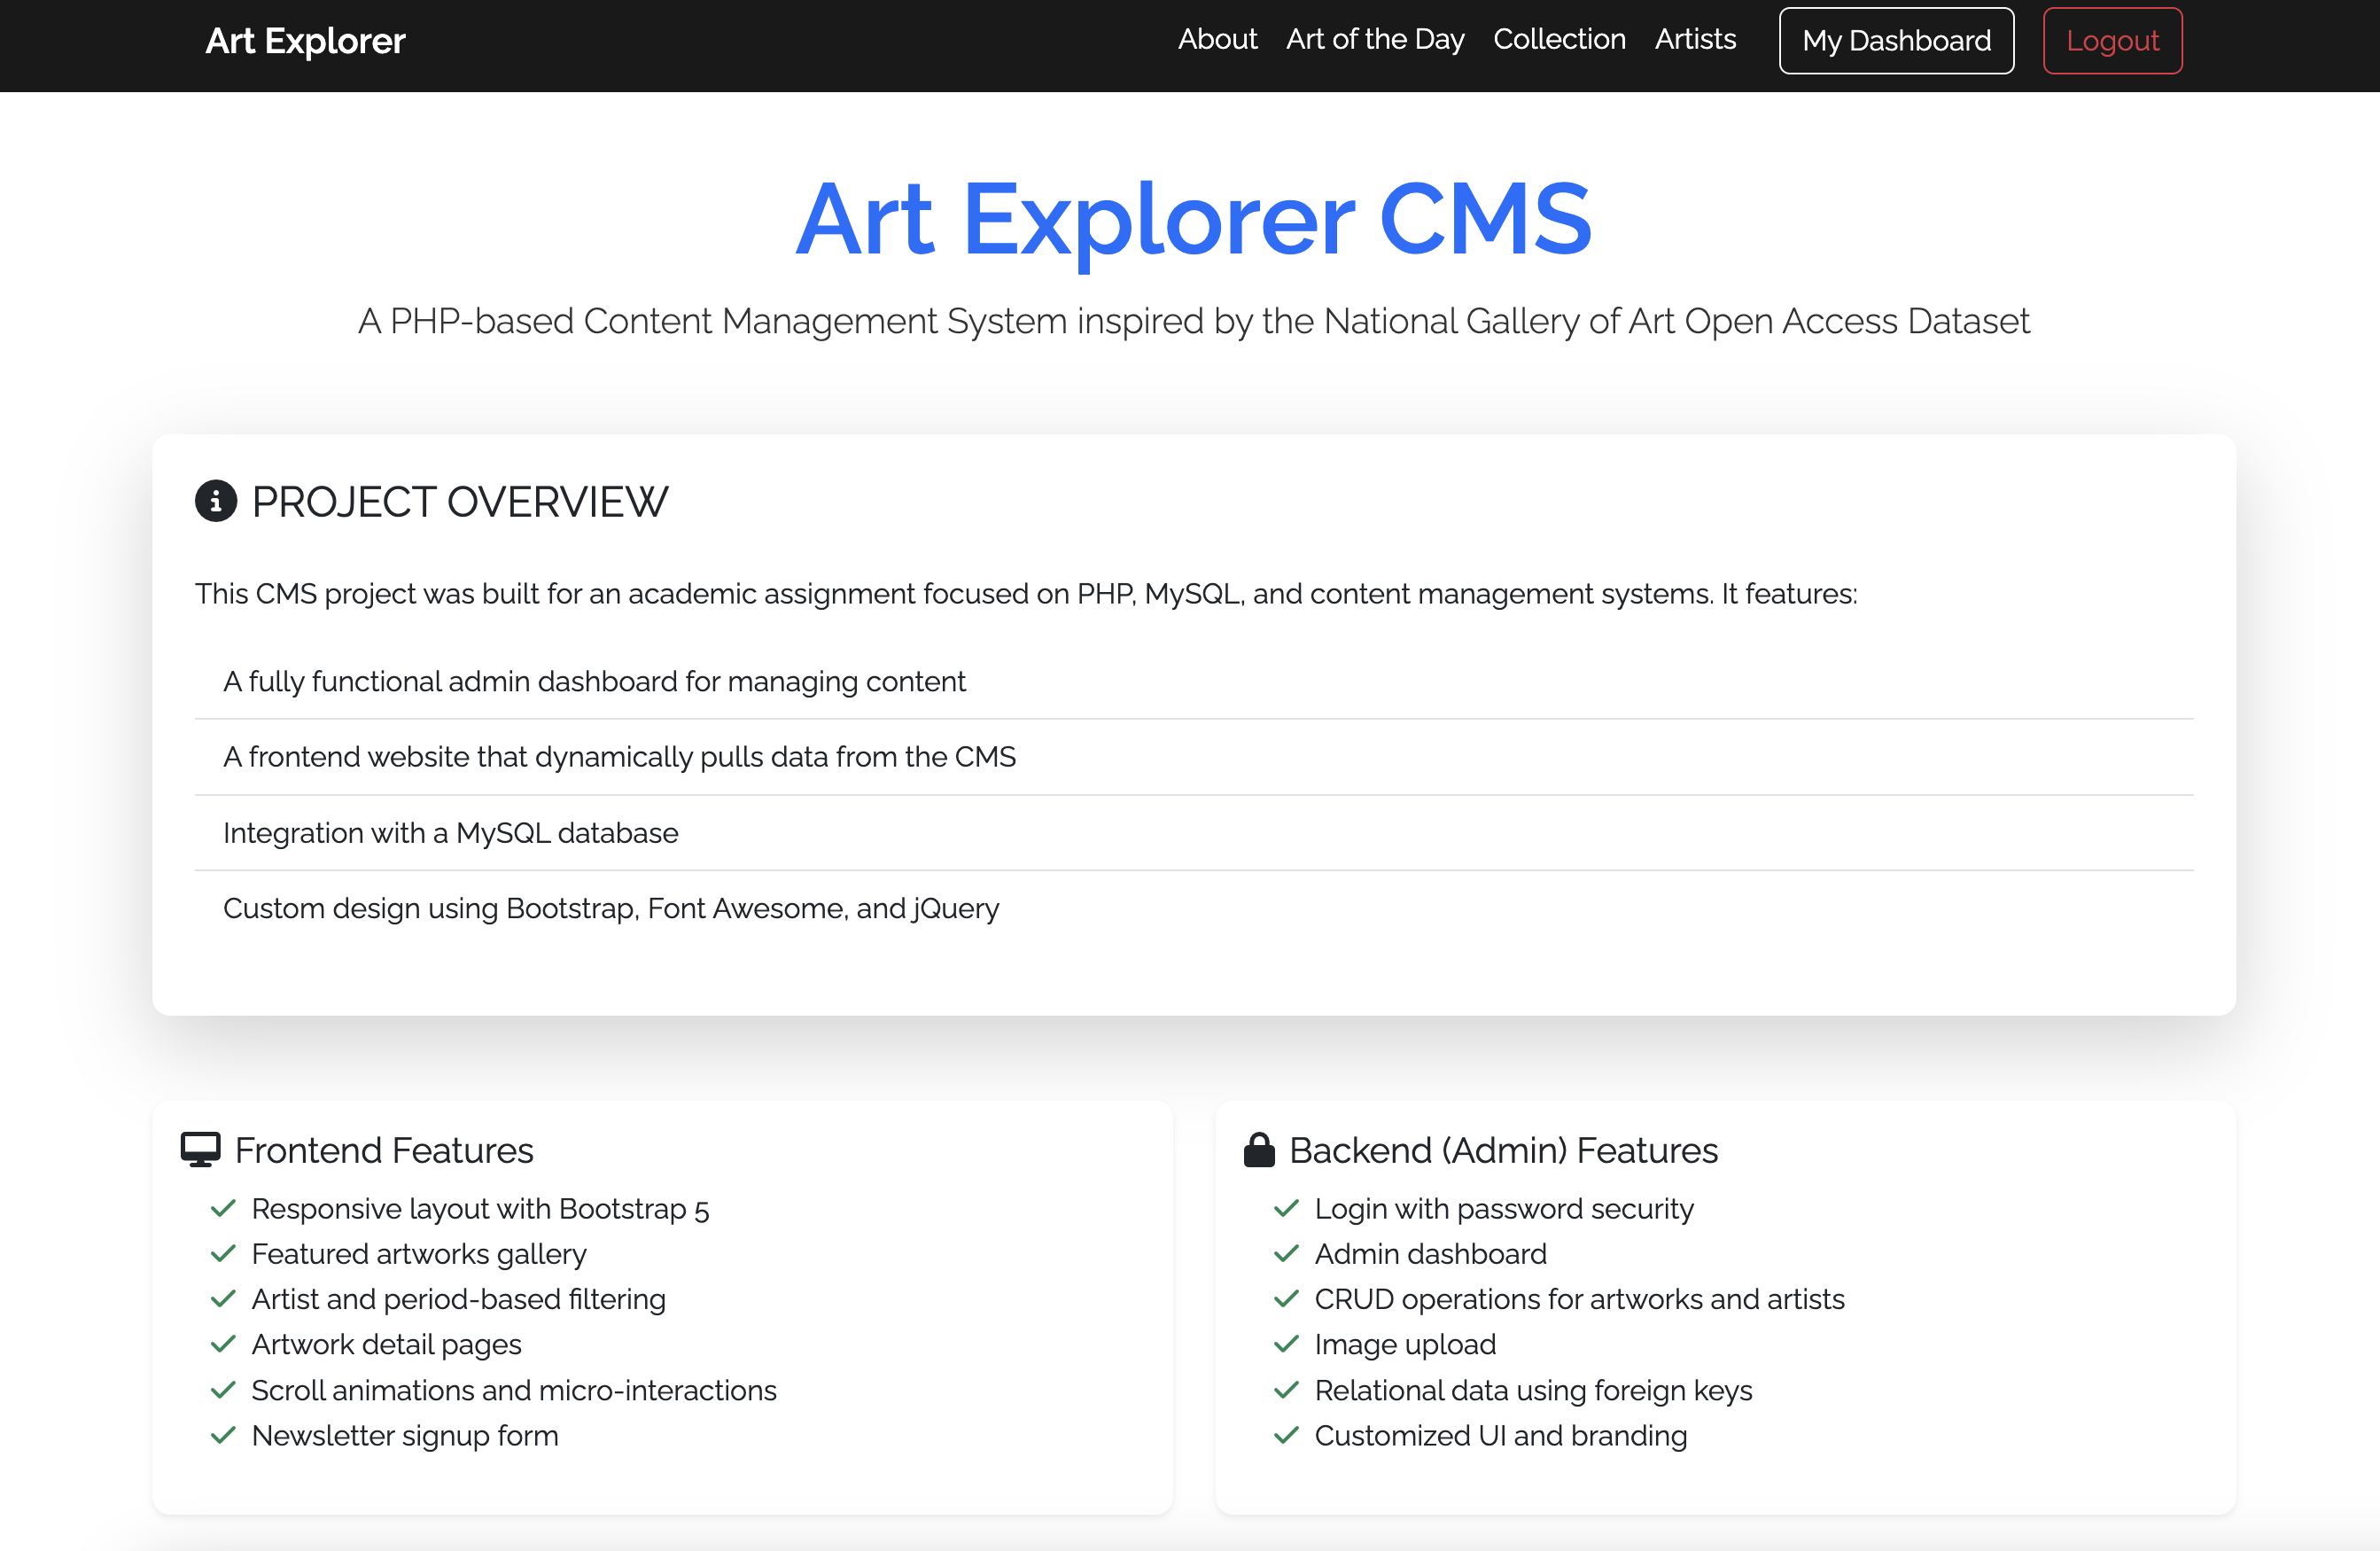 Art Explorer
About Art of the Day Collection Artists My Dashboard Logout
Art Explorer CMS
A PHP-based Content Management System inspired by the National Gallery of Art Open Access Dataset
PROJECT OVERVIEW
This CMS project was built for an academic assignment focused on PHP, MySQL, and content management systems. It features:
A fully functional admin dashboard for managing content
A frontend website that dynamically pulls data from the CMS
Integration with a MySQL database
Custom design using Bootstrap, Font Awesome, and jQuery
Frontend Features
Responsive layout with Bootstrap 5
Featured artworks gallery
Artist and period-based filtering
Artwork detail pages
Scroll animations and micro-interactions
Newsletter signup form
Backend (Admin) Features
Login with password security
Admin dashboard
CRUD operations for artworks and artists
Image upload
Relational data using foreign keys
Customized UI and branding